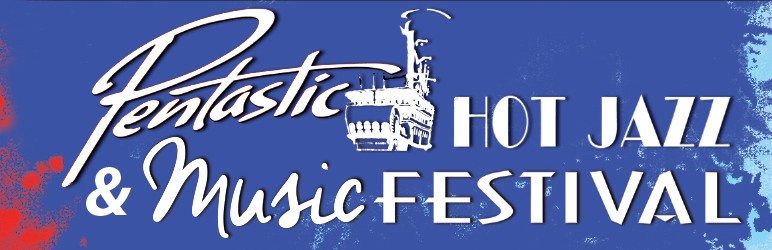 Pentastic HOT JAZZ
& Music FESTIVAL